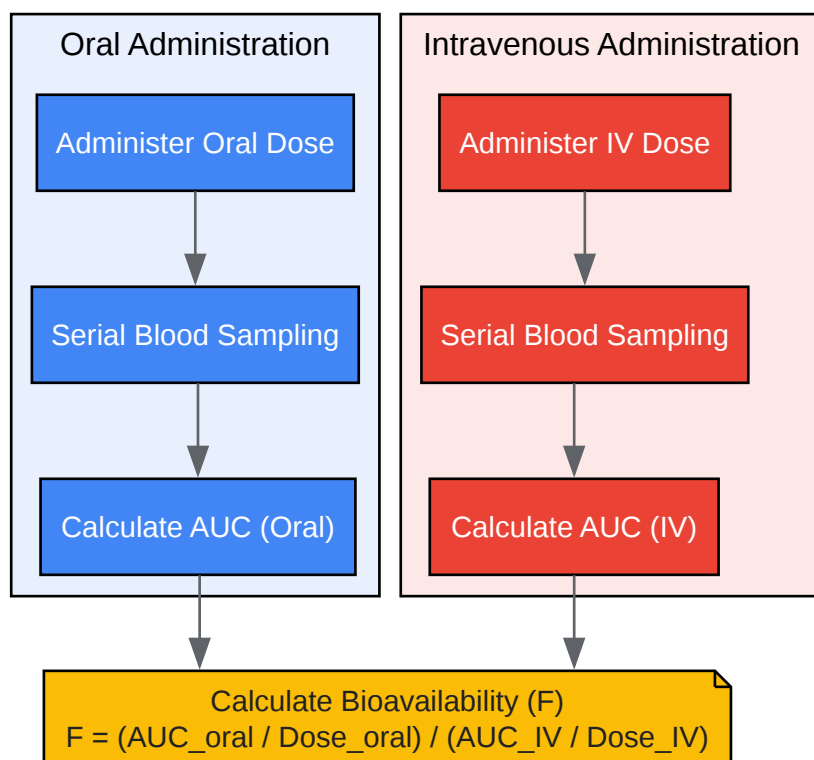 Oral Administration
Administer Oral Dose
Serial Blood Sampling
Calculate AUC (Oral)
Intravenous Administration
Administer IV Dose
Serial Blood Sampling
Calculate AUC (IV)
Calculate Bioavailability (F)
F = (AUC_oral / Dose_oral) / (AUC_IV / Dose_IV)